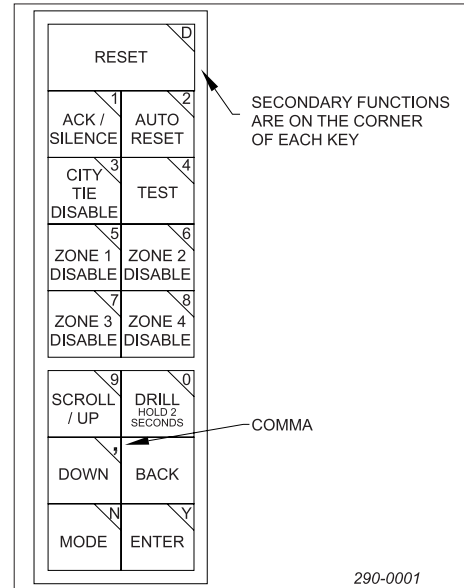 D
RESET
1
ACK /
SILENCE
2
AUTO
RESET
3
CITY
TIE
DISABLE
4
TEST
5
ZONE 1
DISABLE
6
ZONE 2
DISABLE
7
ZONE 3
DISABLE
8
ZONE 4
DISABLE
9
SCROLL
/ UP
0
DRILL
HOLD 2
SECONDS
,
DOWN
BACK
N
MODE
Y
ENTER
SECONDARY FUNCTIONS
ARE ON THE CORNER
OF EACH KEY
COMMA
290-0001